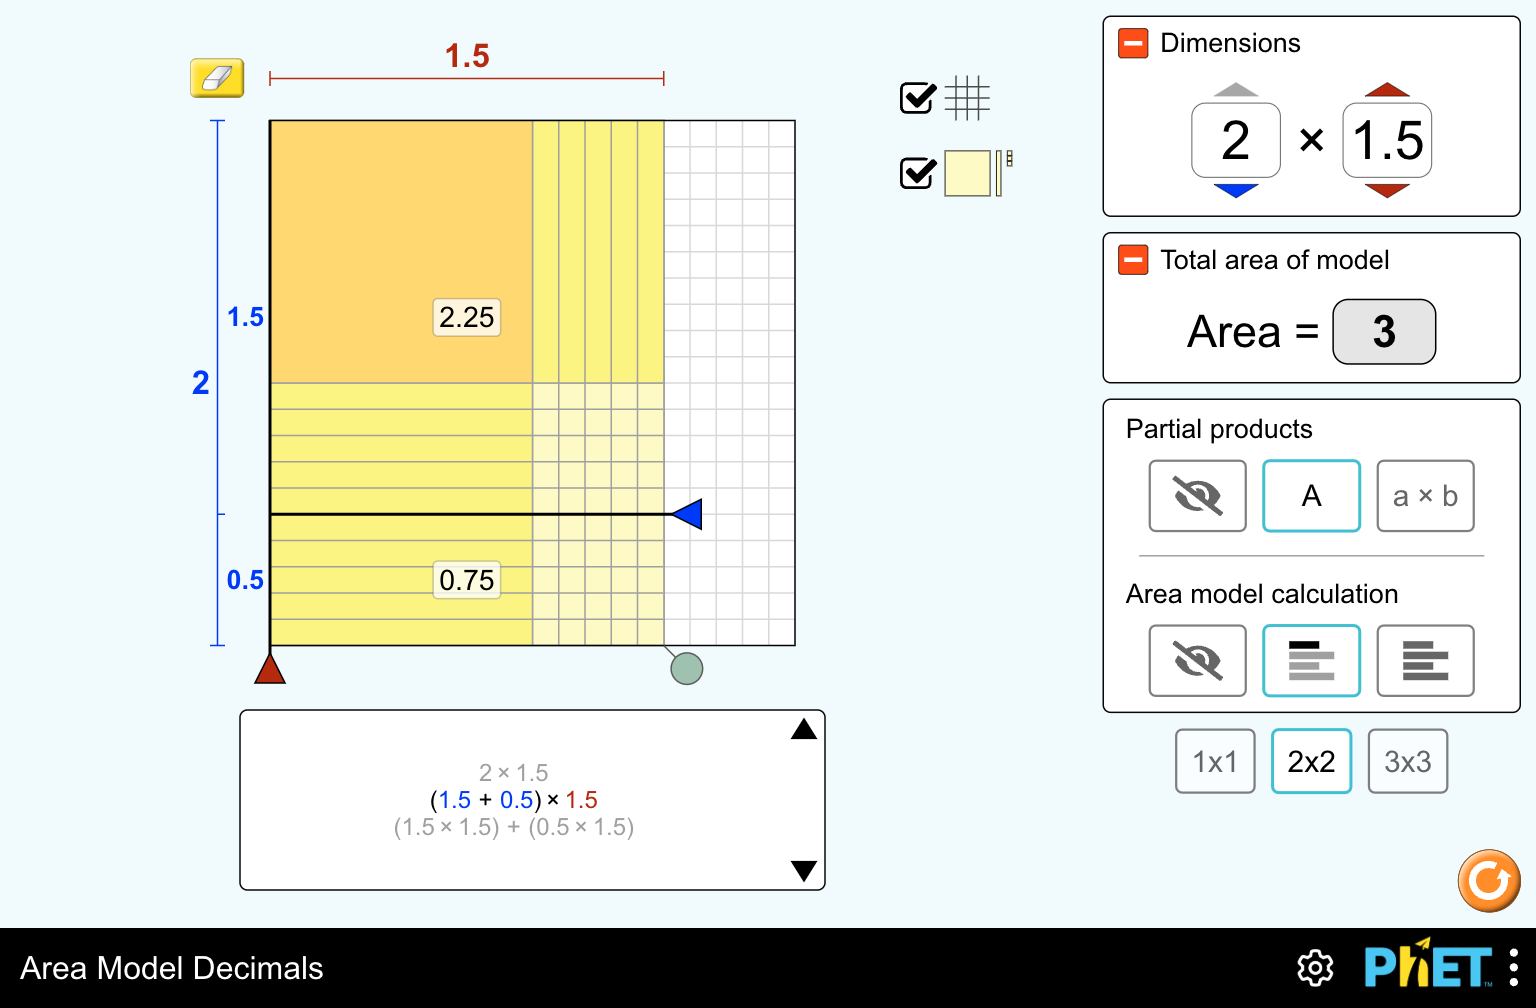 1.5
1.5
2
0.5
2.25
0.75
2 × 1.5
(1.5 + 0.5) × 1.5
(1.5 × 1.5) + (0.5 × 1.5)
Dimensions
2 × 1.5
Total area of model
Area = 3
Partial products
A
a × b
Area model calculation
1x1
2x2
3x3
Area Model Decimals
PhET™